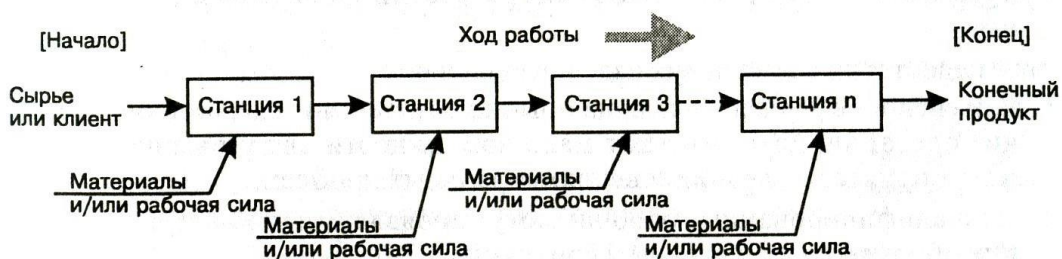 Ход работы
[Начало]
[Конец]
Сырье
или клиент
Станция 1
Станция 2
Станция 3
Станция n
Конечный
продукт
Материалы
и/или рабочая сила
Материалы
и/или рабочая сила
Материалы
и/или рабочая сила
Материалы
и/или рабочая сила